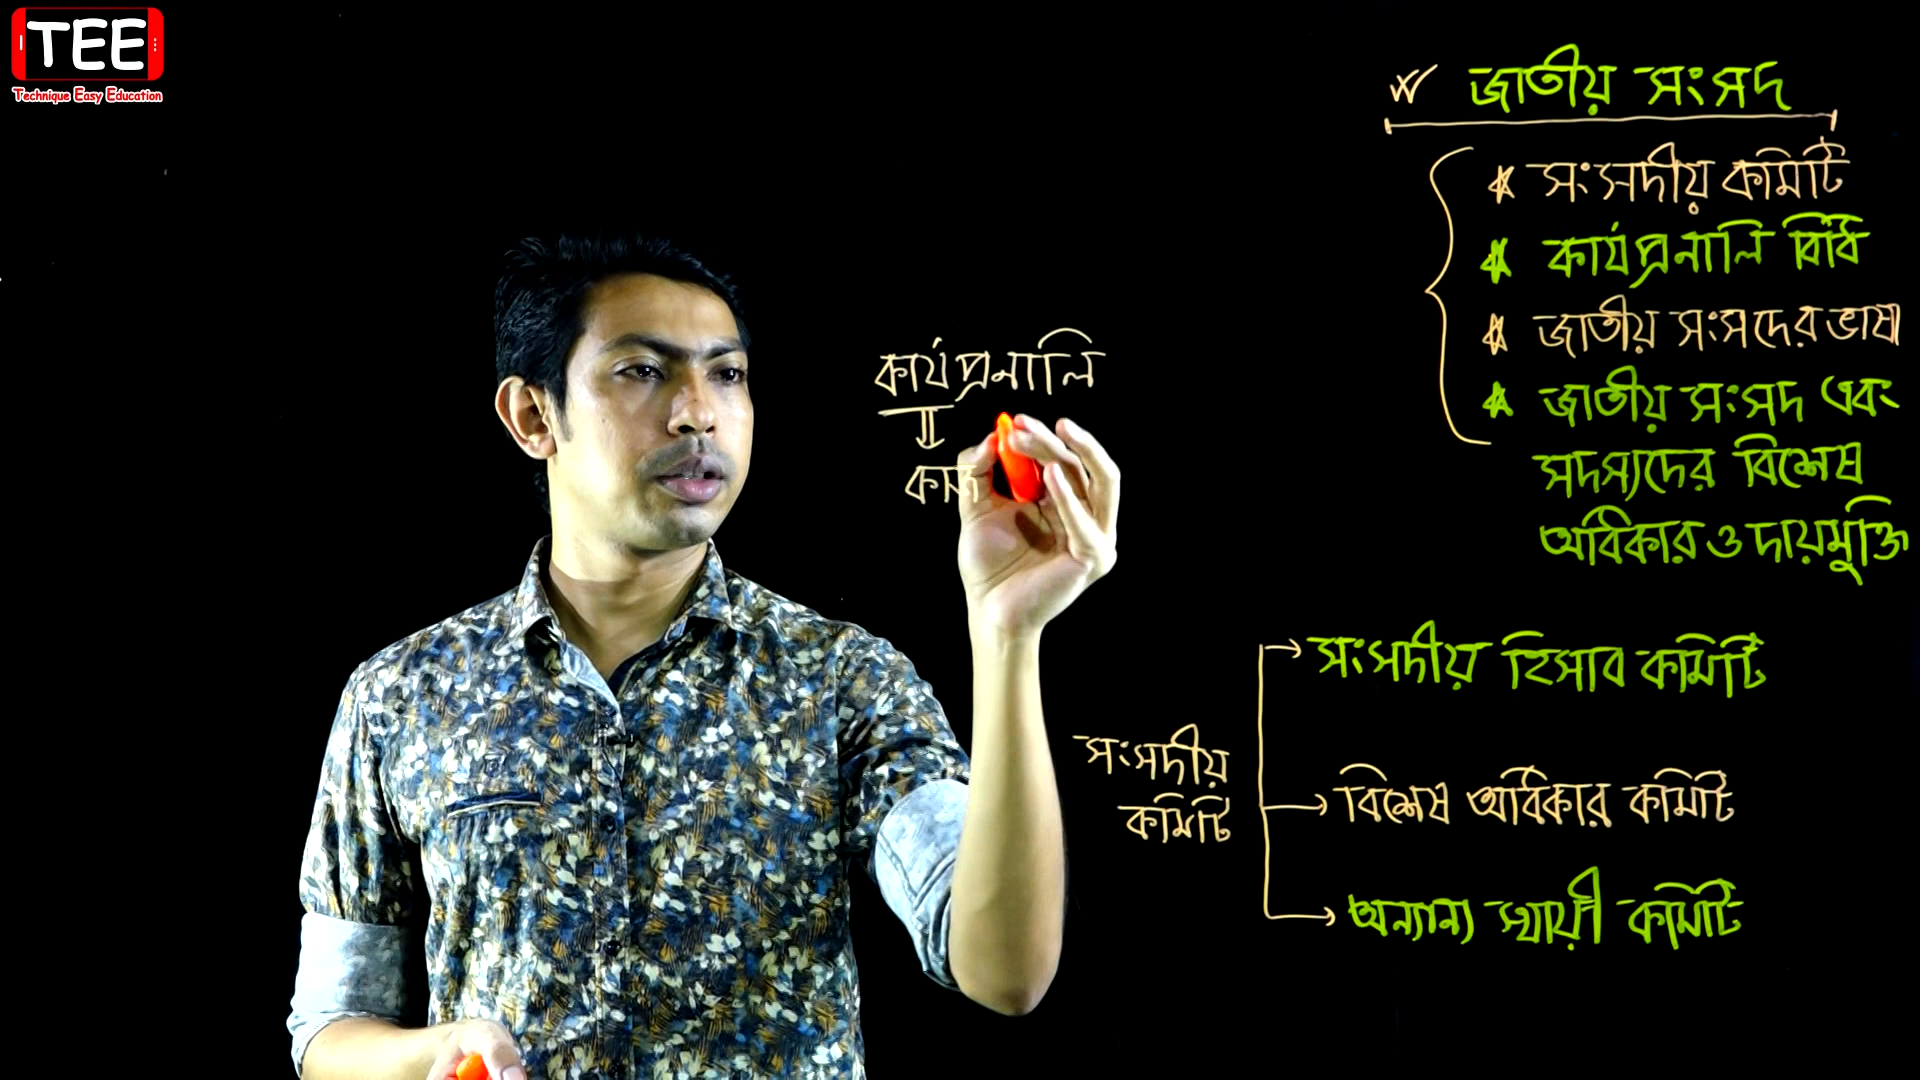 TEE
Technique Easy Education
জাতীয় সংসদ
সংসদীয় কমিটি
কার্যপ্রনালি বিধি
জাতীয় সংসদের ভাষা
জাতীয় সংসদ এবং
সদস্যদের বিশেষ
অধিকার ও দায়মুক্তি
কার্যপ্রনালি
কাজ
সংসদীয় হিসাব কমিটি
সংসদীয়
কমিটি
বিশেষ অধিকার কমিটি
অন্যান্য স্থায়ী কমিটি